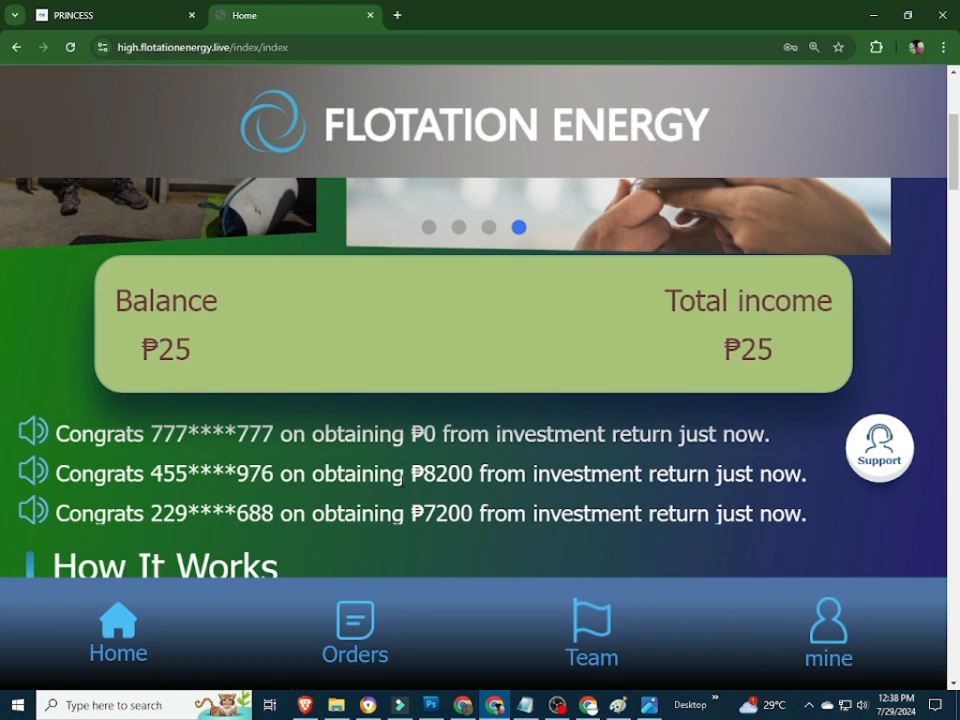 PRINCESS
Home
high.flotationenergy.live/index/index
FLOTATION ENERGY
Balance
Total income
₱25
₱25
Congrats 777****777 on obtaining ₱0 from investment return just now.
Congrats 455****976 on obtaining ₱8200 from investment return just now.
Congrats 229****688 on obtaining ₱7200 from investment return just now.
Support
How It Works
Home
Orders
Team
mine
Type here to search
Ps
Desktop
29°C
12:38 PM
7/29/2024